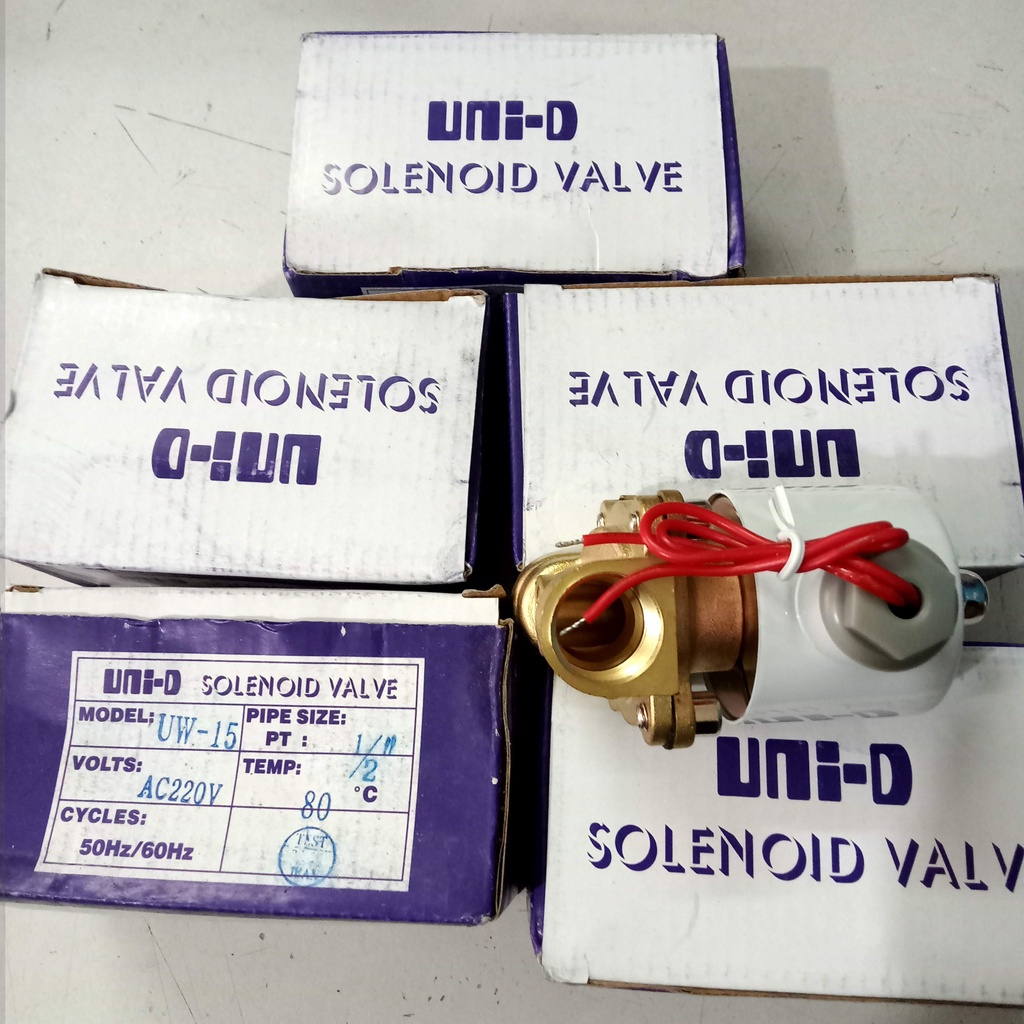 UNI-D
SOLENOID VALVE
SOLENOID VALVE
UNI-D
SOLENOID VALVE
UNI-D
UNI-D SOLENOID VALVE
MODEL: UW-15
PIPE SIZE:
PT : 1/2"
VOLTS:
AC220V
TEMP:
80 °C
CYCLES:
50Hz/60Hz
TEST
UNI-D
SOLENOID VALV